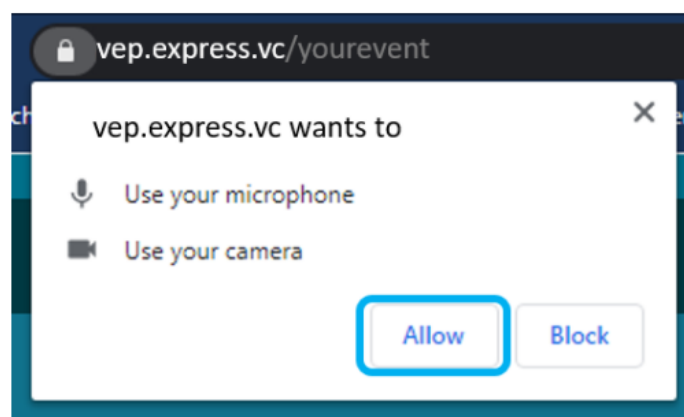 vep.express.vc/yourevent
vep.express.vc wants to
Use your microphone
Use your camera
Allow
Block